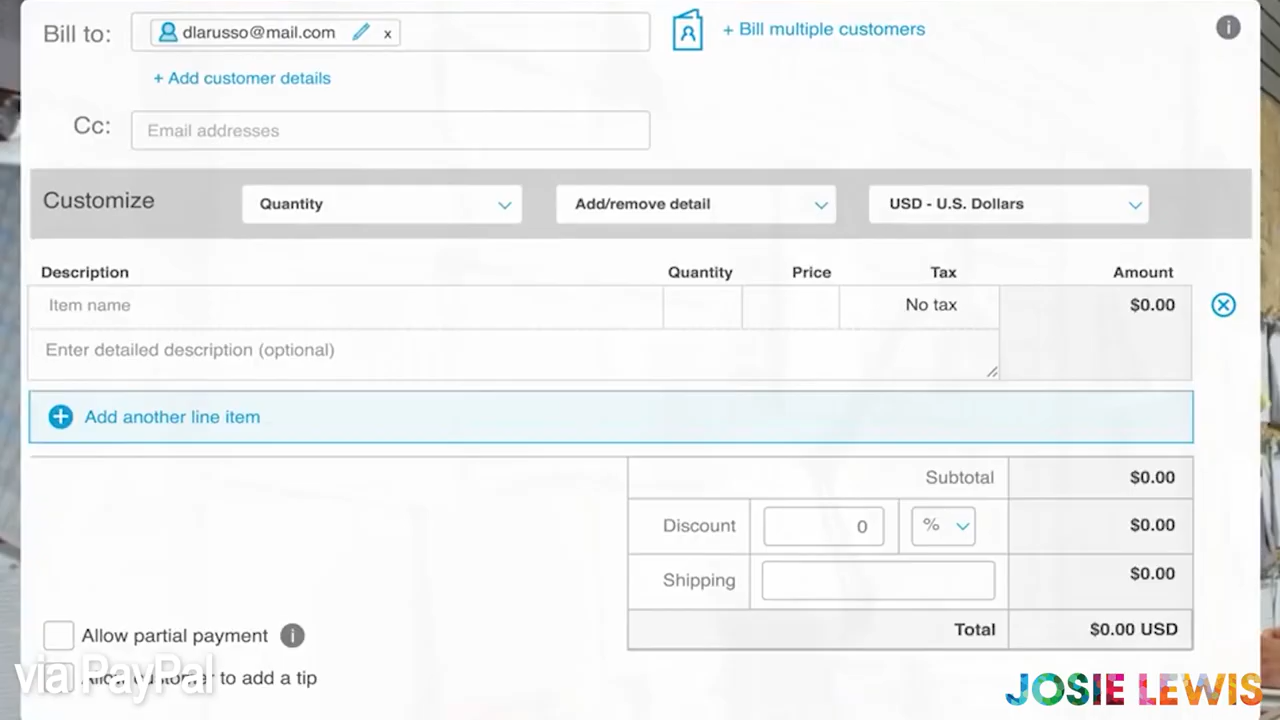 Bill to: dlarusso@mail.com x + Bill multiple customers i
+ Add customer details
Cc: Email addresses
Customize Quantity Add/remove detail USD - U.S. Dollars
Description Quantity Price Tax Amount
Item name No tax $0.00
Enter detailed description (optional)
Add another line item
Subtotal $0.00
Discount 0 % $0.00
Shipping $0.00
Total $0.00 USD
Allow partial payment i
Allow customer to add a tip
via PayPal
JOSIE LEWIS